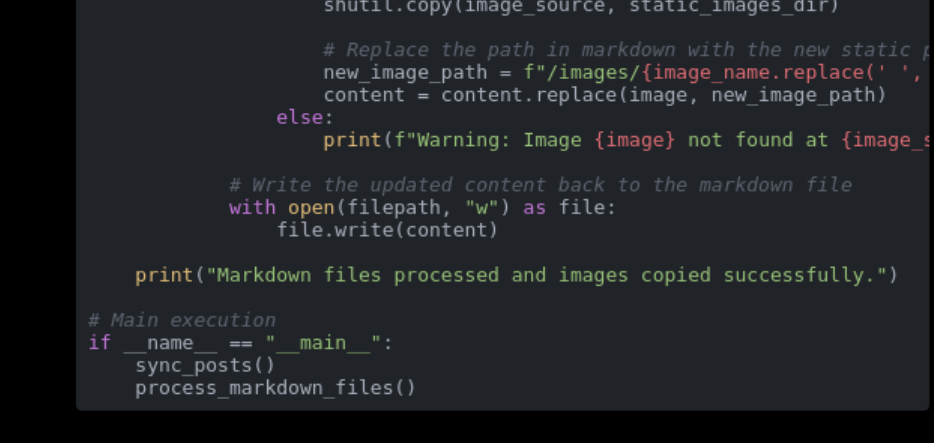 shutil.copy(image_source, static_images_dir)
# Replace the path in markdown with the new static
new_image_path = f"/images/{image_name.replace(' ',
content = content.replace(image, new_image_path)
else:
print(f"Warning: Image {image} not found at {image_s
# Write the updated content back to the markdown file
with open(filepath, "w") as file:
file.write(content)
print("Markdown files processed and images copied successfully.")
# Main execution
if __name__ == "__main__":
sync_posts()
process_markdown_files()